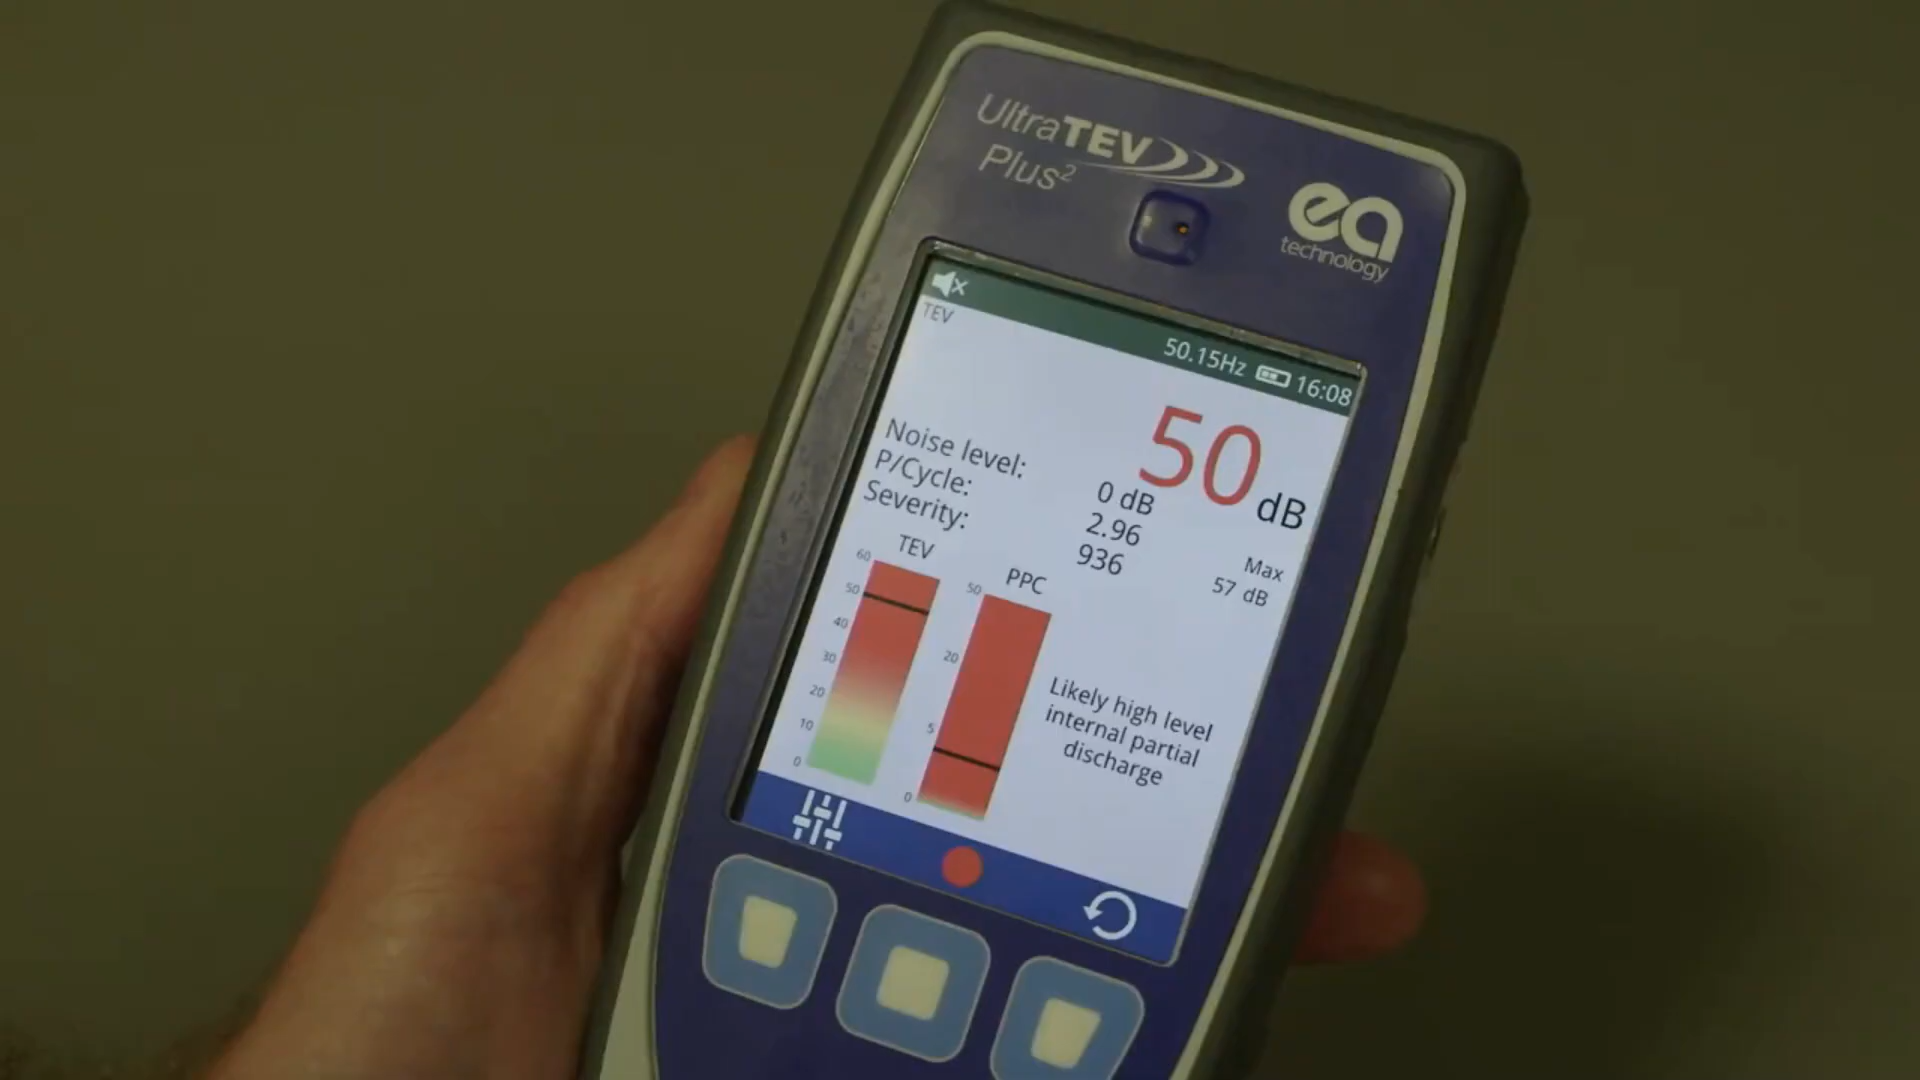 UltraTEV
Plus²
ea
technology
50.15Hz 16:08
TEV
50 dB
Noise level: 0 dB
P/Cycle: 2.96
Severity: 936
Max
57 dB
TEV
60
50
40
30
20
10
0
PPC
50
20
5
0
Likely high level
internal partial
discharge